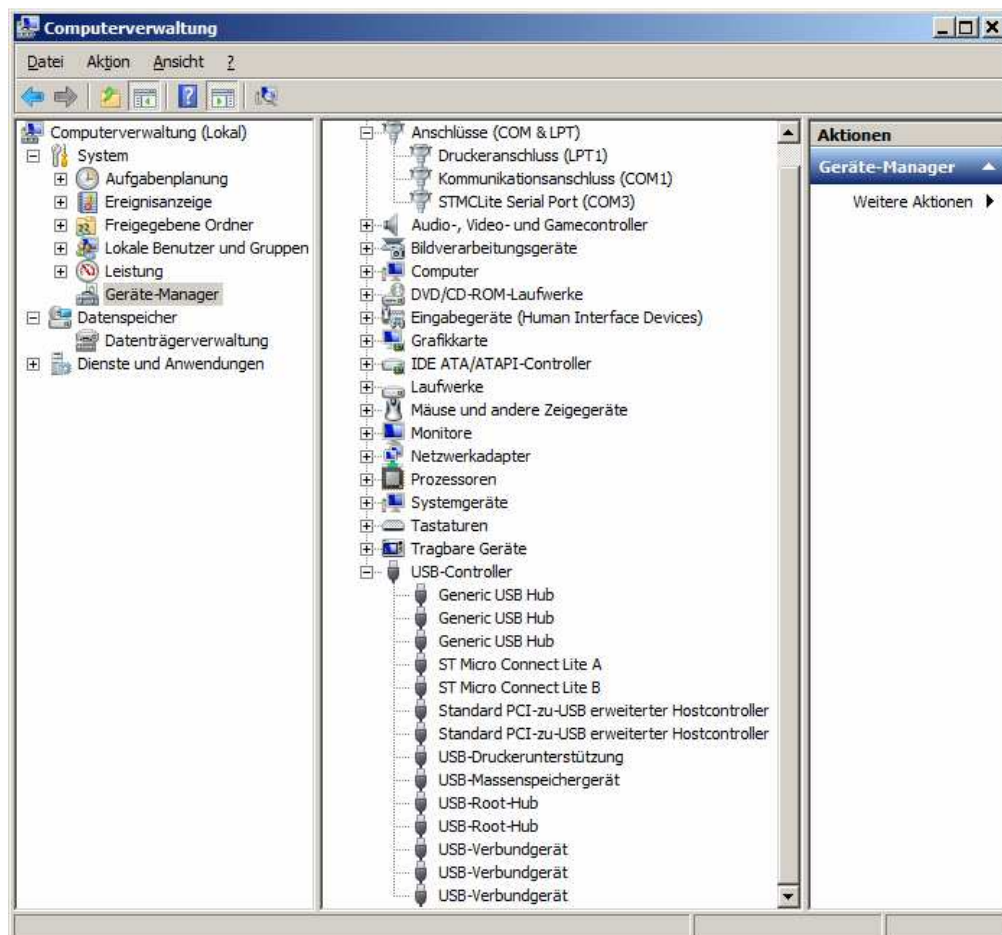 Computerverwaltung
Datei Aktion Ansicht ?
Computerverwaltung (Lokal)
System
Aufgabenplanung
Ereignisanzeige
Freigegebene Ordner
Lokale Benutzer und Gruppen
Leistung
Geräte-Manager
Datenspeicher
Datenträgerverwaltung
Dienste und Anwendungen
Anschlüsse (COM & LPT)
Druckeranschluss (LPT1)
Kommunikationsanschluss (COM1)
STMCLite Serial Port (COM3)
Audio-, Video- und Gamecontroller
Bildverarbeitungsgeräte
Computer
DVD/CD-ROM-Laufwerke
Eingabegeräte (Human Interface Devices)
Grafikkarte
IDE ATA/ATAPI-Controller
Laufwerke
Mäuse und andere Zeigegeräte
Monitore
Netzwerkadapter
Prozessoren
Systemgeräte
Tastaturen
Tragbare Geräte
USB-Controller
Generic USB Hub
Generic USB Hub
Generic USB Hub
ST Micro Connect Lite A
ST Micro Connect Lite B
Standard PCI-zu-USB erweiterter Hostcontroller
Standard PCI-zu-USB erweiterter Hostcontroller
USB-Druckerunterstützung
USB-Massenspeichergerät
USB-Root-Hub
USB-Root-Hub
USB-Verbundgerät
USB-Verbundgerät
USB-Verbundgerät
Aktionen
Geräte-Manager
Weitere Aktionen